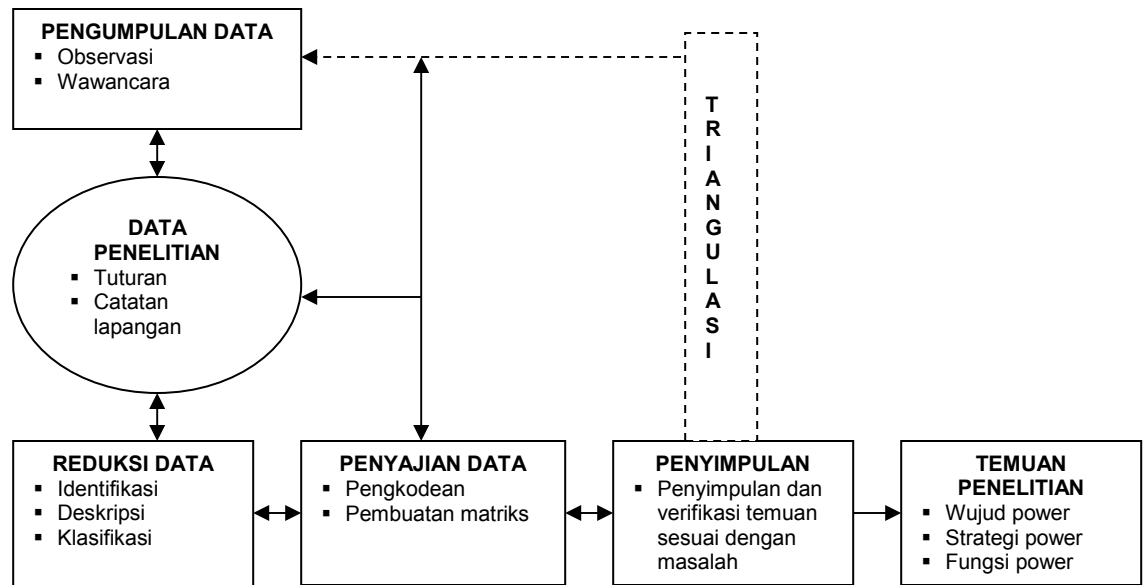 PENGUMPULAN DATA
▪ Observasi
▪ Wawancara
T
R
I
A
N
G
U
L
A
S
I
DATA
PENELITIAN
▪ Tuturan
▪ Catatan
lapangan
REDUKSI DATA
▪ Identifikasi
▪ Deskripsi
▪ Klasifikasi
PENYAJIAN DATA
▪ Pengkodean
▪ Pembuatan matriks
PENYIMPULAN
▪ Penyimpulan dan
verifikasi temuan
sesuai dengan
masalah
TEMUAN
PENELITIAN
▪ Wujud power
▪ Strategi power
▪ Fungsi power